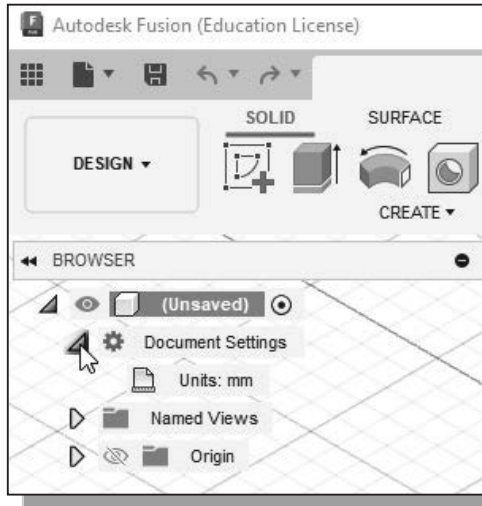 Autodesk Fusion (Education License)
SOLID SURFACE
DESIGN
CREATE
BROWSER
(Unsaved)
Document Settings
Units: mm
Named Views
Origin